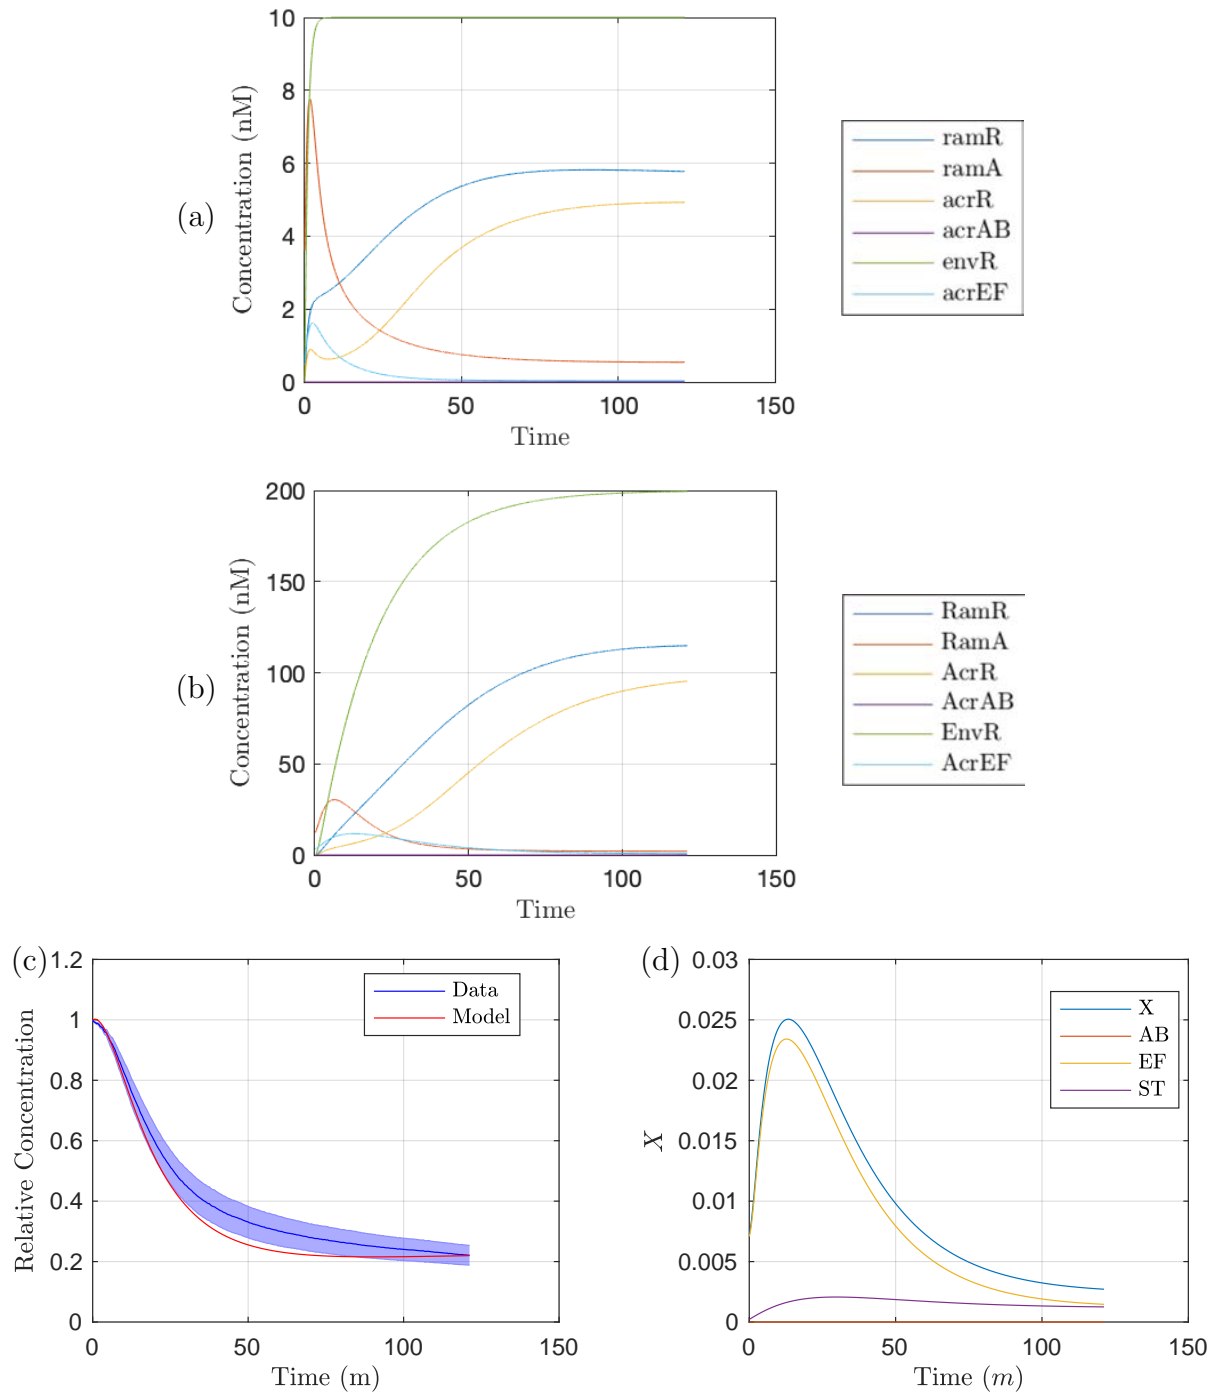 (a)
Concentration (nM)
10
8
6
4
2
0
0 50 100 150
Time
ramR
ramA
acrR
acrAB
envR
acrEF
(b)
Concentration (nM)
200
150
100
50
0
0 50 100 150
Time
RamR
RamA
AcrR
AcrAB
EnvR
AcrEF
(c)
Relative Concentration
1.2
1
0.8
0.6
0.4
0.2
0
0 50 100 150
Time (m)
Data
Model
(d)
X
0.03
0.025
0.02
0.015
0.01
0.005
0
0 50 100 150
Time (m)
X
AB
EF
ST